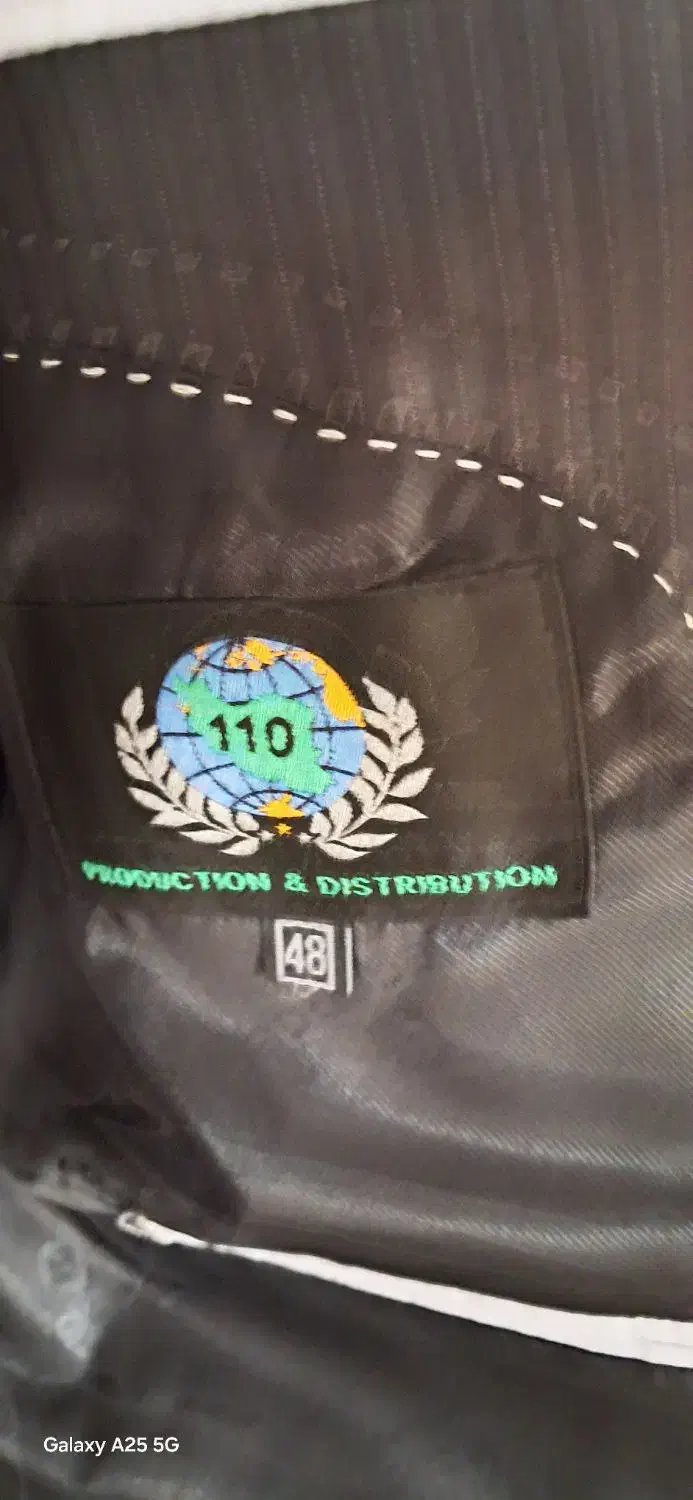 110
PRODUCTION & DISTRIBUTION
48
Galaxy A25 5G